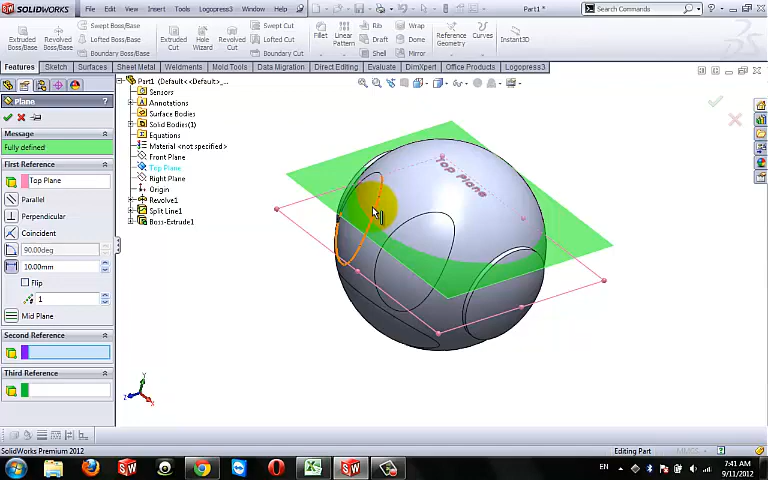 SOLIDWORKS
File Edit View Insert Tools Logopress3 Window Help
Part1 *
Search Commands
Extruded Boss/Base
Revolved Boss/Base
Swept Boss/Base
Lofted Boss/Base
Boundary Boss/Base
Extruded Cut
Hole Wizard
Revolved Cut
Swept Cut
Lofted Cut
Boundary Cut
Fillet
Linear Pattern
Rib
Draft
Shell
Wrap
Dome
Mirror
Reference Geometry
Curves
Instant3D
Features Sketch Surfaces Sheet Metal Weldments Mold Tools Data Migration Direct Editing Evaluate DimXpert Office Products Logopress3
Plane ?
Message
Fully defined
First Reference
Top Plane
Parallel
Perpendicular
Coincident
90.00deg
10.00mm
Flip
1
Mid Plane
Second Reference
Third Reference
Part1 (Default<<Default>_...
Sensors
Annotations
Surface Bodies
Solid Bodies(1)
Equations
Material <not specified>
Front Plane
Top Plane
Right Plane
Origin
Revolve1
Split Line1
Boss-Extrude1
Top Plane
Y
Z
X
SolidWorks Premium 2012
Editing Part
MMGS
EN
7:41 AM
9/11/2012